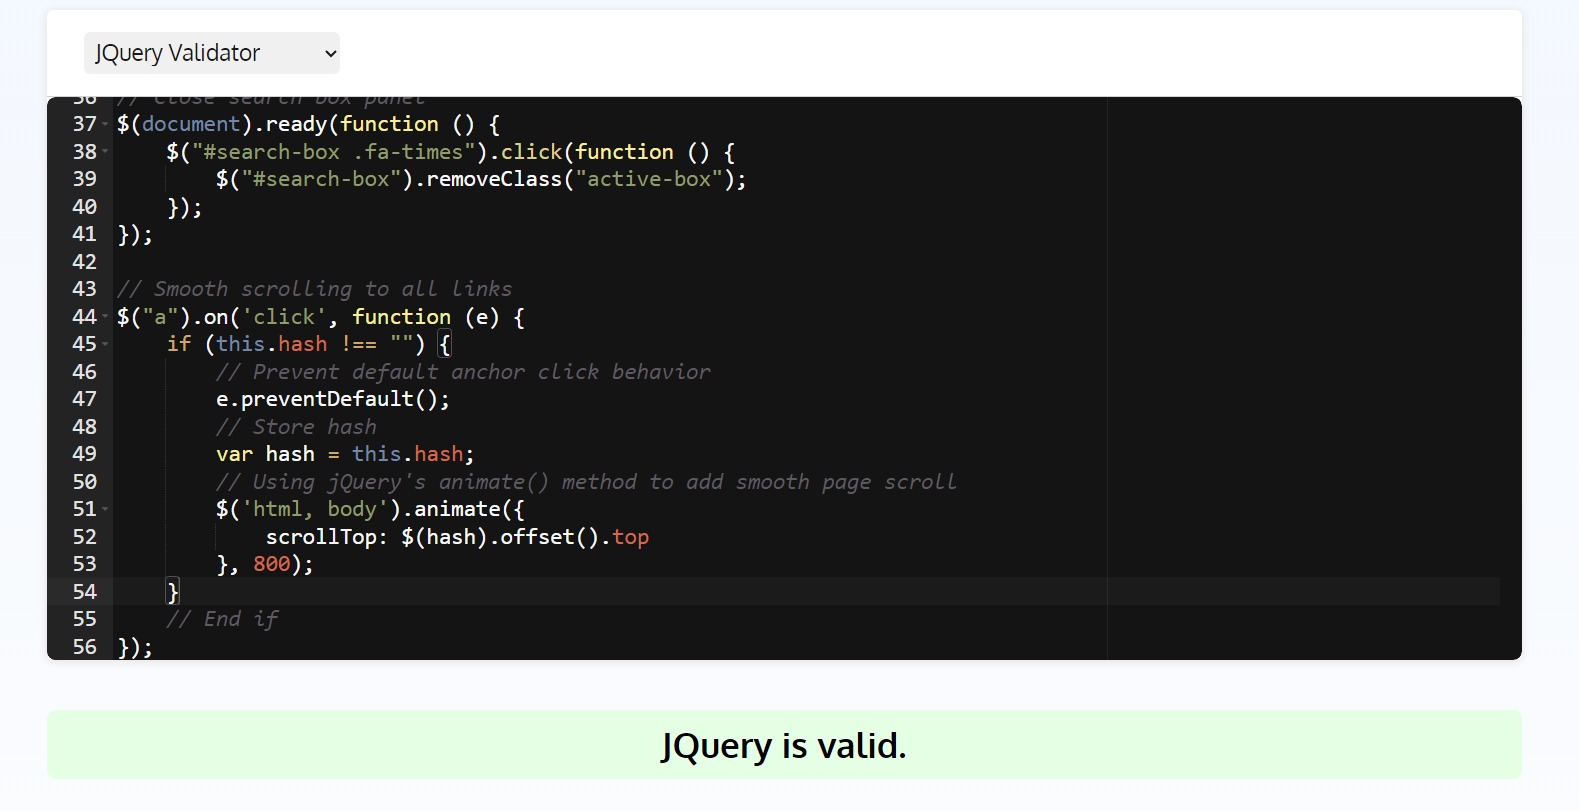 JQuery Validator
36 // Close search box panel
37 $(document).ready(function () {
38     $("#search-box .fa-times").click(function () {
39         $("#search-box").removeClass("active-box");
40     });
41 });
42
43 // Smooth scrolling to all links
44 $("a").on('click', function (e) {
45     if (this.hash !== "") {
46         // Prevent default anchor click behavior
47         e.preventDefault();
48         // Store hash
49         var hash = this.hash;
50         // Using jQuery's animate() method to add smooth page scroll
51         $('html, body').animate({
52             scrollTop: $(hash).offset().top
53         }, 800);
54     }
55     // End if
56 });
JQuery is valid.